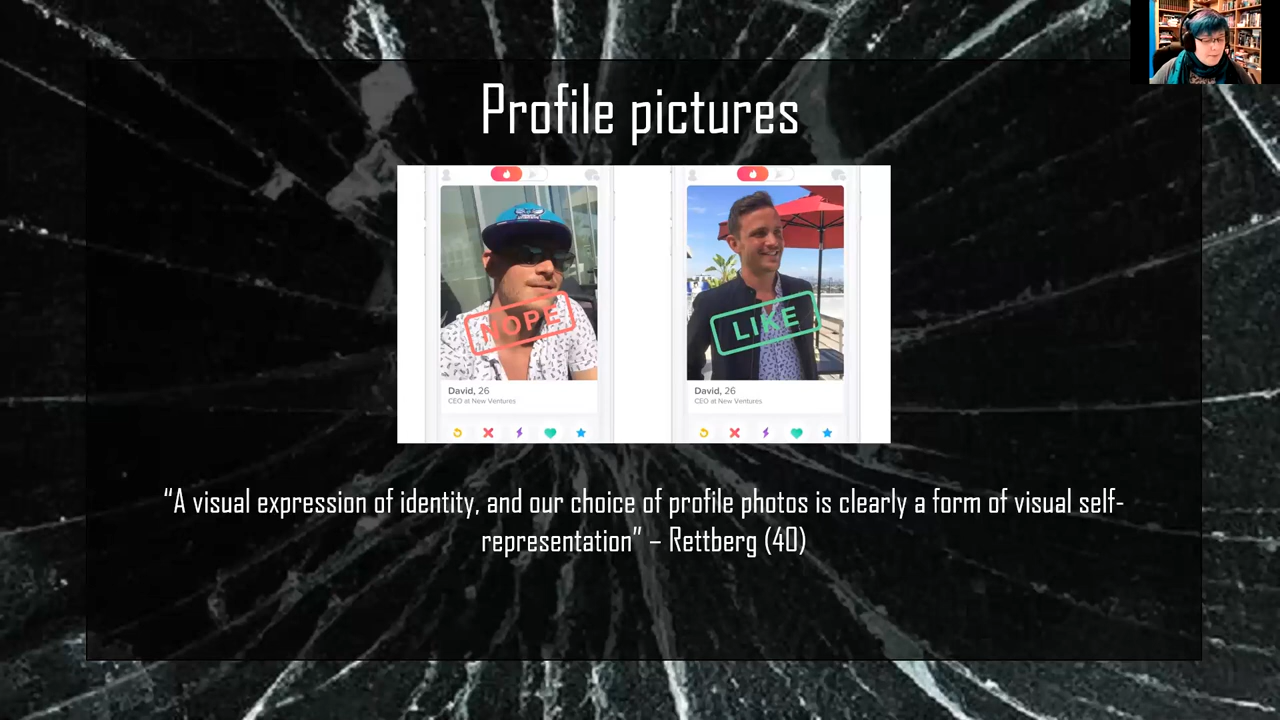 Profile pictures
NOPE
LIKE
David, 26
CEO at New Ventures
David, 26
CEO at New Ventures
“A visual expression of identity, and our choice of profile photos is clearly a form of visual self-
representation” – Rettberg (40)